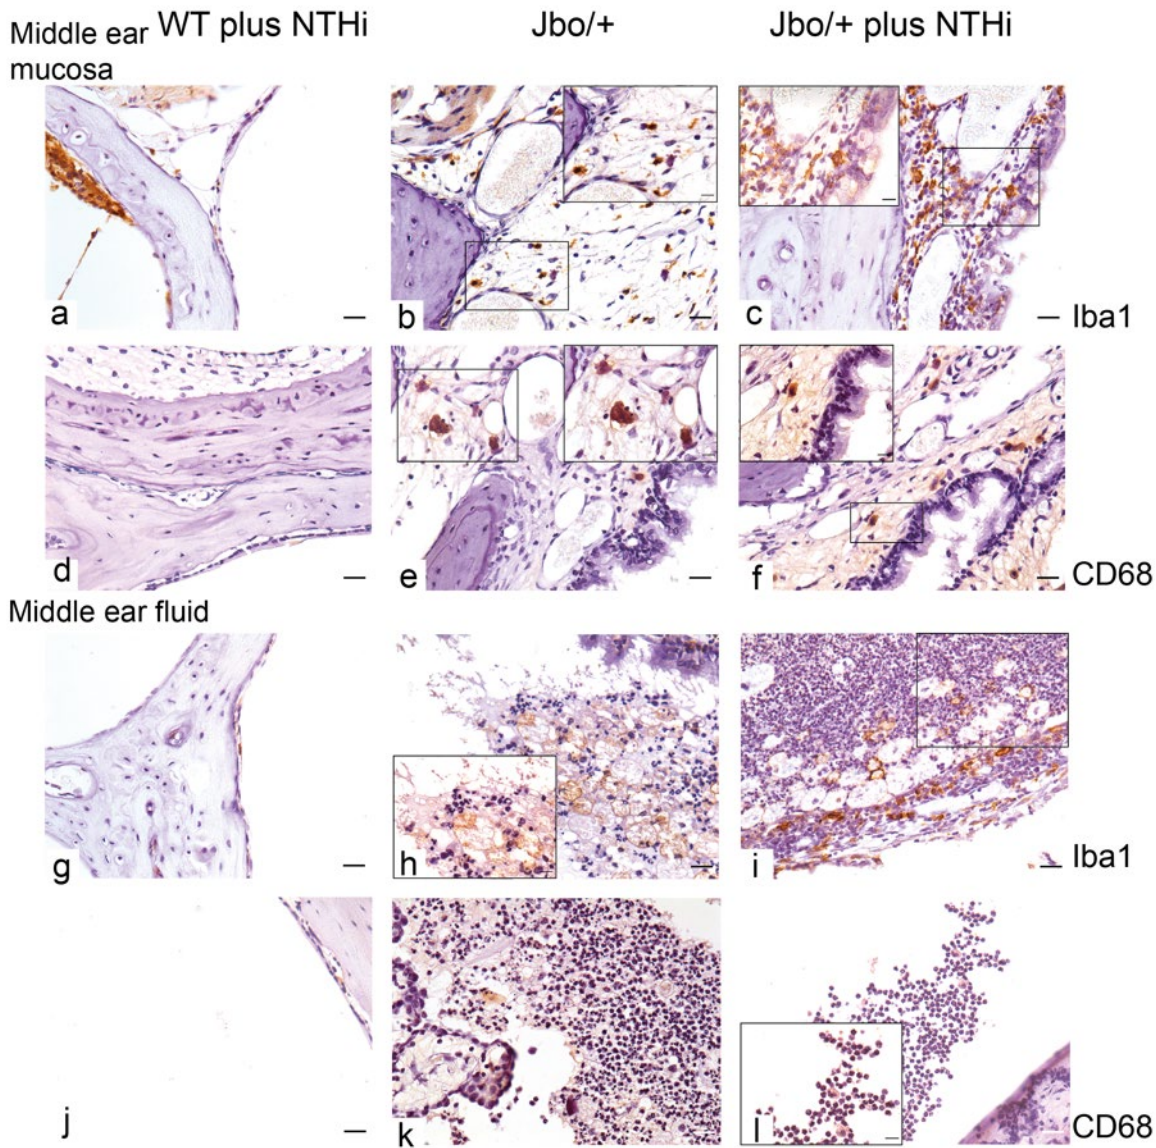 Middle ear mucosa
WT plus NTHi
Jbo/+
Jbo/+ plus NTHi
a
b
c
Iba1
d
e
f
CD68
Middle ear fluid
g
h
i
Iba1
j
k
l
CD68